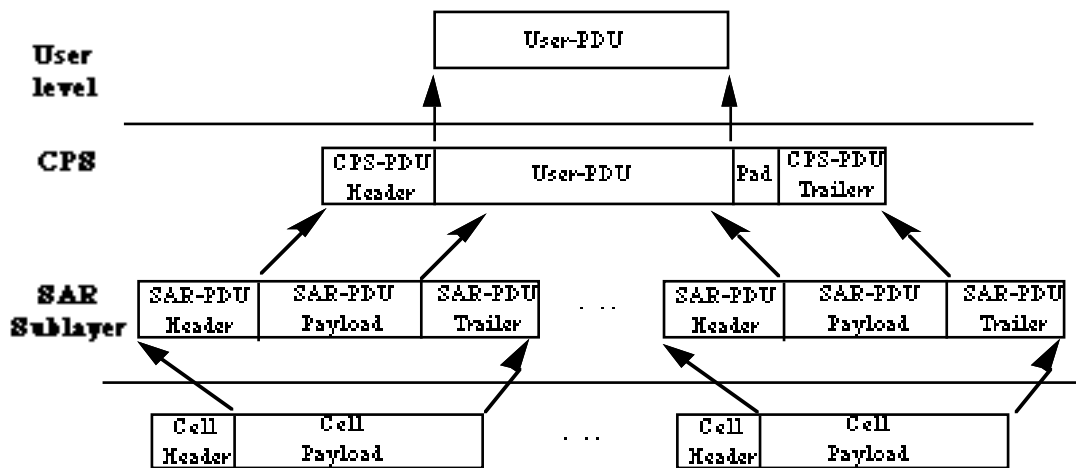 User
level
User-PDU
CPS
CPS-PDU
Header
User-PDU
Pad
CPS-PDU
Trailerr
SAR
Sublayer
SAR-PDU
Header
SAR-PDU
Payload
SAR-PDU
Trailer
. . .
SAR-PDU
Header
SAR-PDU
Payload
SAR-PDU
Trailer
Cell
Header
Cell
Payload
. . .
Cell
Header
Cell
Payload